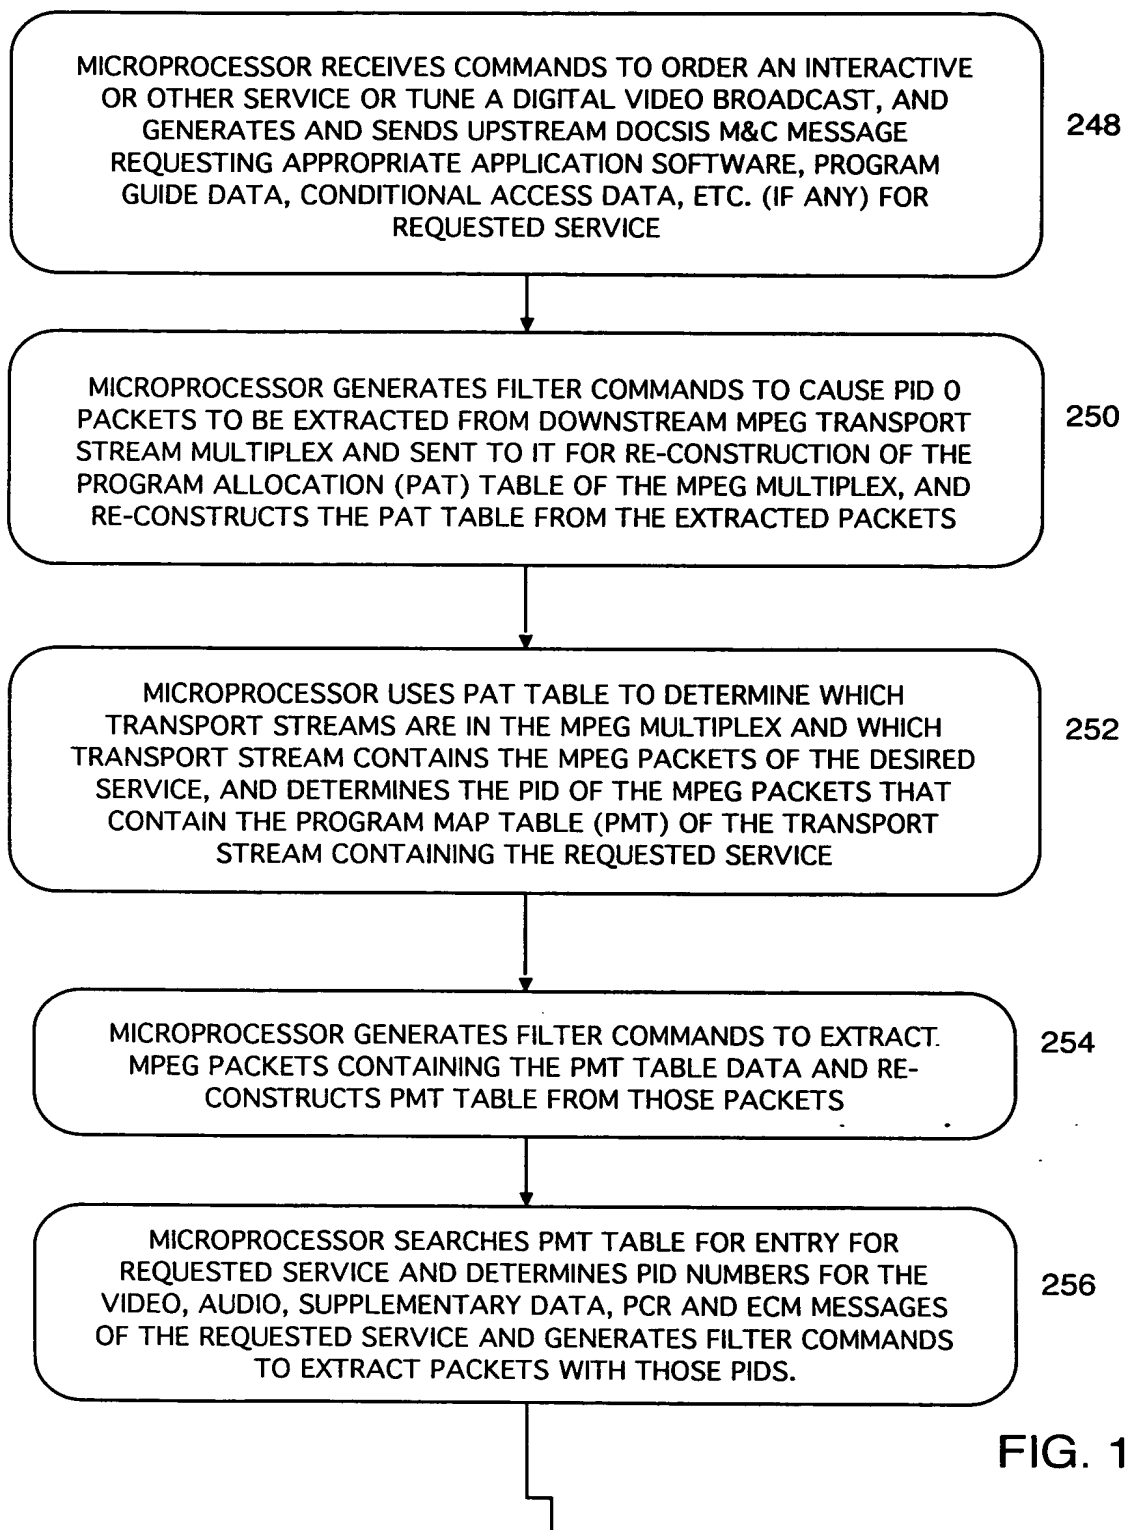 MICROPROCESSOR RECEIVES COMMANDS TO ORDER AN INTERACTIVE
OR OTHER SERVICE OR TUNE A DIGITAL VIDEO BROADCAST, AND
GENERATES AND SENDS UPSTREAM DOCSIS M&C MESSAGE
REQUESTING APPROPRIATE APPLICATION SOFTWARE, PROGRAM
GUIDE DATA, CONDITIONAL ACCESS DATA, ETC. (IF ANY) FOR
REQUESTED SERVICE
248
MICROPROCESSOR GENERATES FILTER COMMANDS TO CAUSE PID 0
PACKETS TO BE EXTRACTED FROM DOWNSTREAM MPEG TRANSPORT
STREAM MULTIPLEX AND SENT TO IT FOR RE-CONSTRUCTION OF THE
PROGRAM ALLOCATION (PAT) TABLE OF THE MPEG MULTIPLEX, AND
RE-CONSTRUCTS THE PAT TABLE FROM THE EXTRACTED PACKETS
250
MICROPROCESSOR USES PAT TABLE TO DETERMINE WHICH
TRANSPORT STREAMS ARE IN THE MPEG MULTIPLEX AND WHICH
TRANSPORT STREAM CONTAINS THE MPEG PACKETS OF THE DESIRED
SERVICE, AND DETERMINES THE PID OF THE MPEG PACKETS THAT
CONTAIN THE PROGRAM MAP TABLE (PMT) OF THE TRANSPORT
STREAM CONTAINING THE REQUESTED SERVICE
252
MICROPROCESSOR GENERATES FILTER COMMANDS TO EXTRACT
MPEG PACKETS CONTAINING THE PMT TABLE DATA AND RE-
CONSTRUCTS PMT TABLE FROM THOSE PACKETS
254
MICROPROCESSOR SEARCHES PMT TABLE FOR ENTRY FOR
REQUESTED SERVICE AND DETERMINES PID NUMBERS FOR THE
VIDEO, AUDIO, SUPPLEMENTARY DATA, PCR AND ECM MESSAGES
OF THE REQUESTED SERVICE AND GENERATES FILTER COMMANDS
TO EXTRACT PACKETS WITH THOSE PIDS.
256
FIG. 1